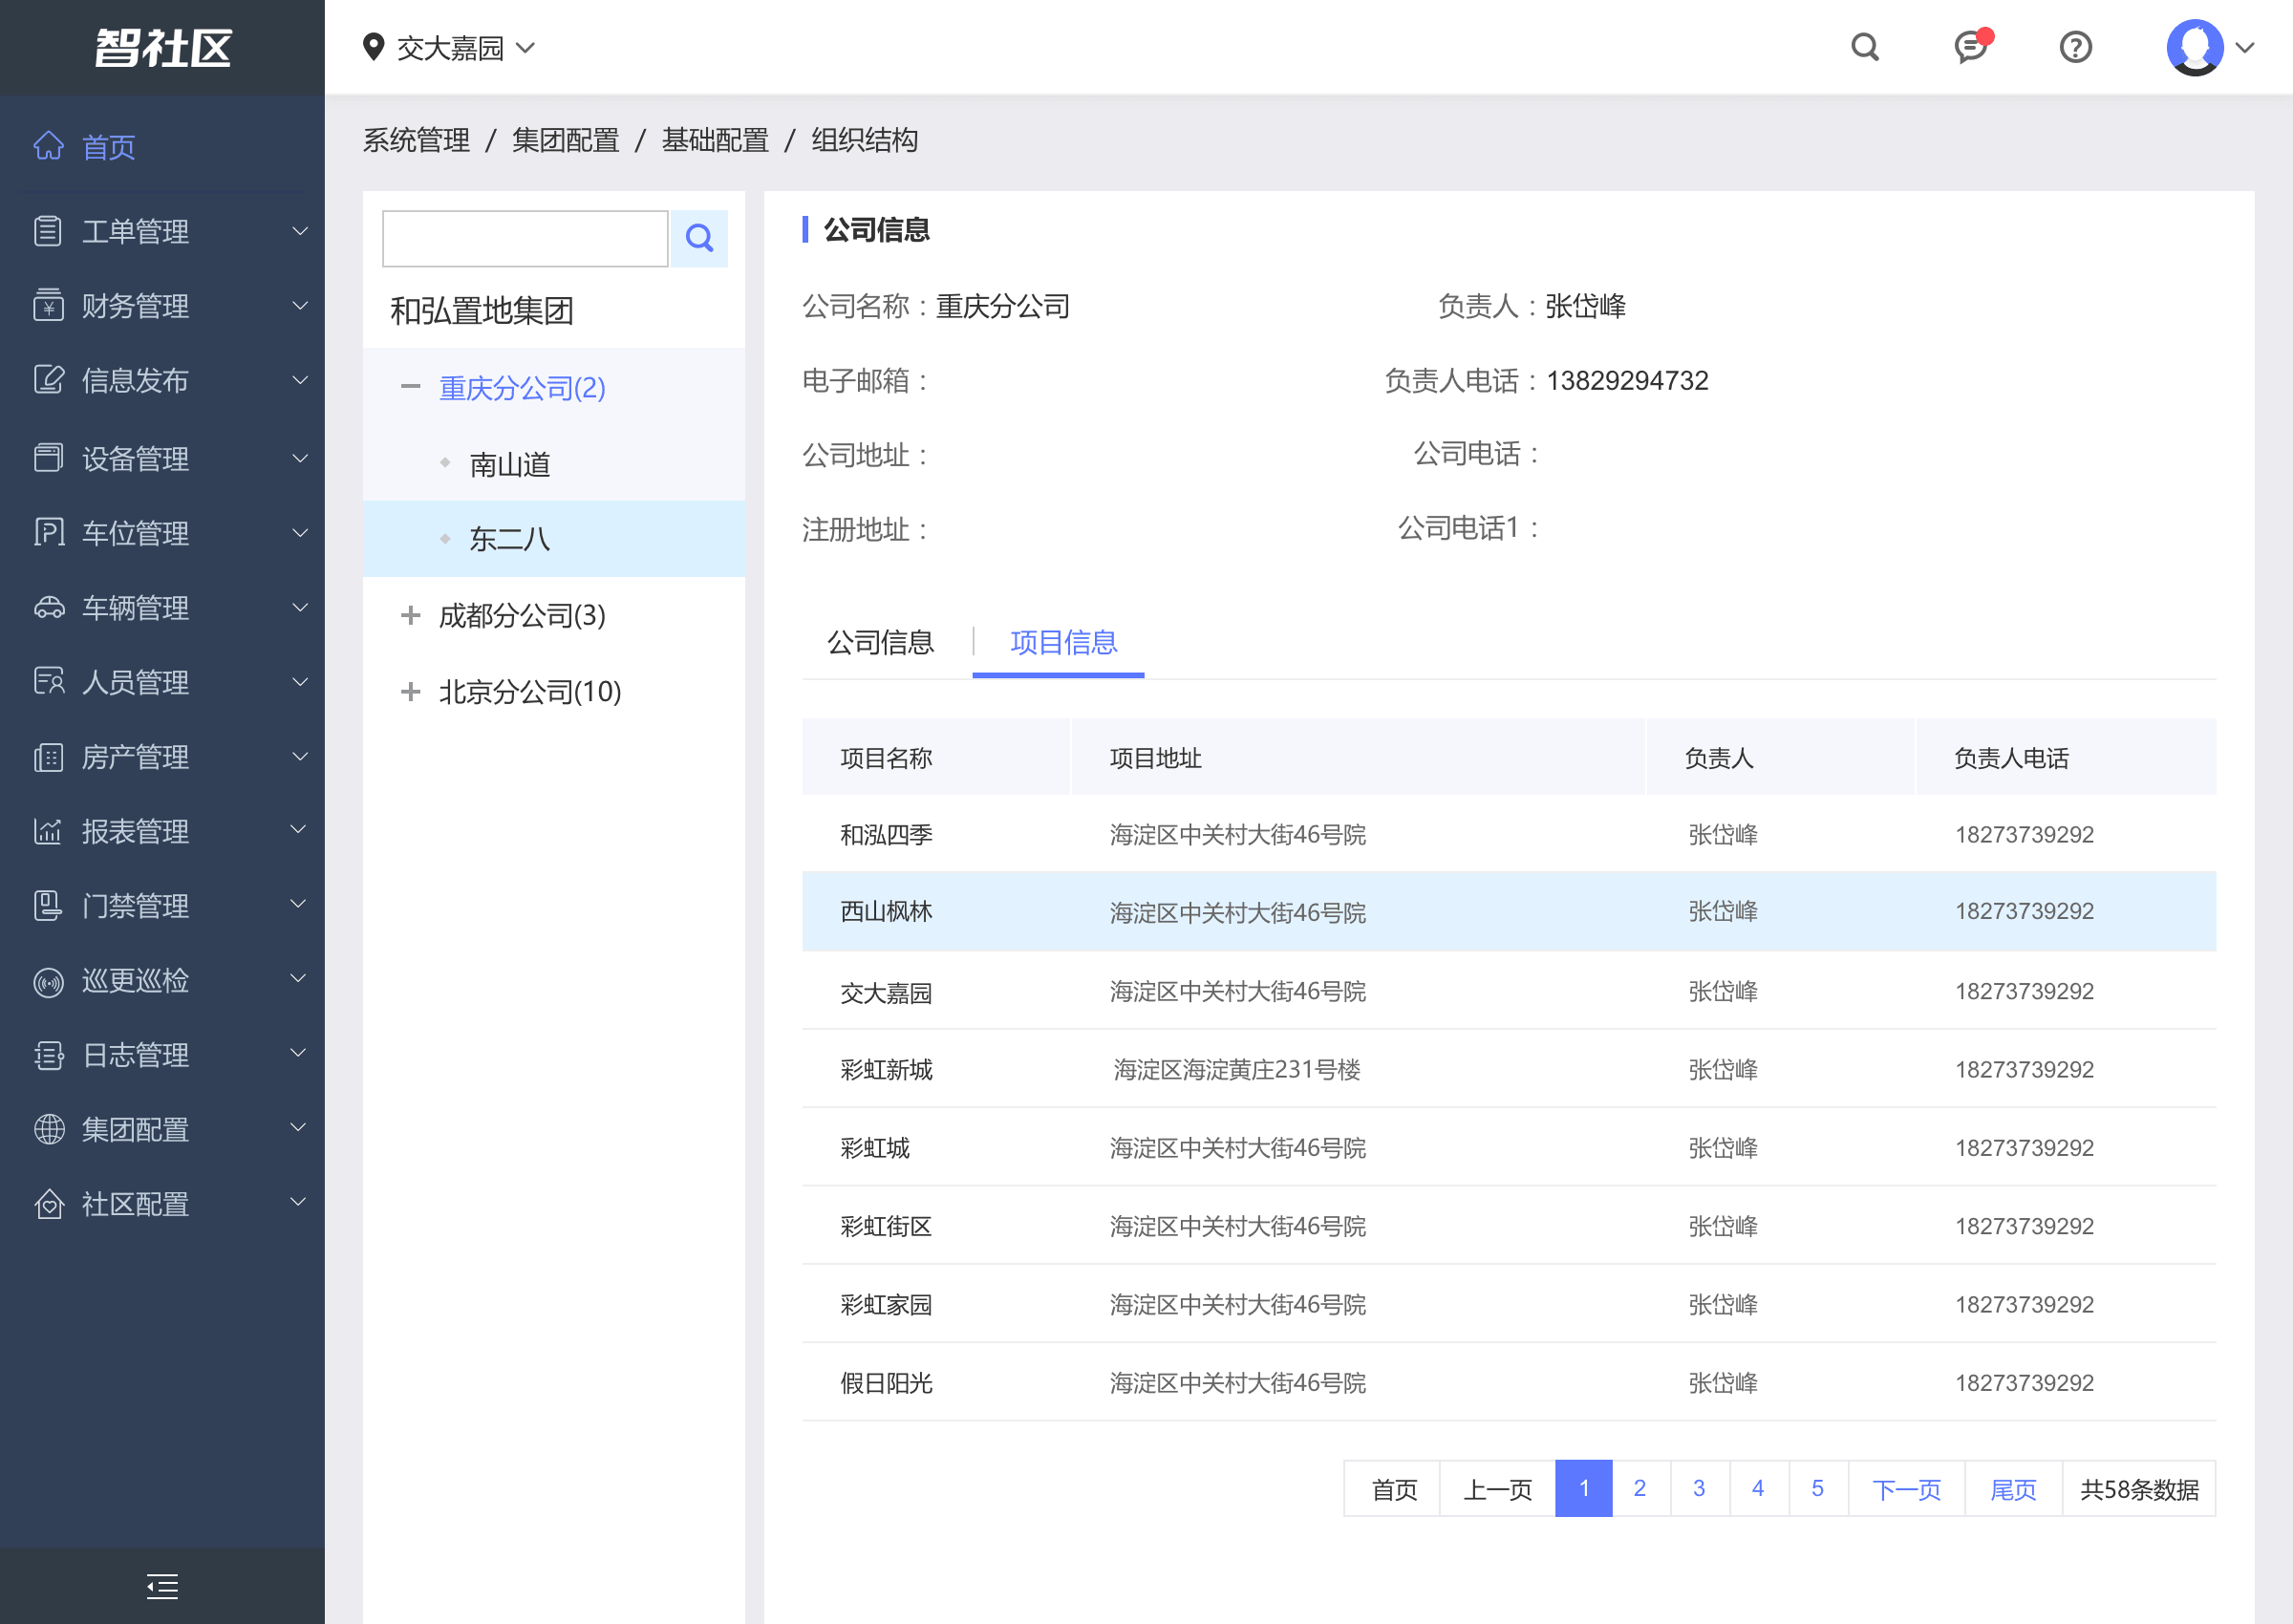 智社区
交大嘉园
首页
工单管理
财务管理
信息发布
设备管理
车位管理
车辆管理
人员管理
房产管理
报表管理
门禁管理
巡更巡检
日志管理
集团配置
社区配置
系统管理 / 集团配置 / 基础配置 / 组织结构
和弘置地集团
重庆分公司(2)
南山道
东二八
成都分公司(3)
北京分公司(10)
公司信息
公司名称：重庆分公司 负责人：张岱峰
电子邮箱： 负责人电话：13829294732
公司地址： 公司电话：
注册地址： 公司电话1：
公司信息 项目信息
项目名称 项目地址 负责人 负责人电话
和泓四季 海淀区中关村大街46号院 张岱峰 18273739292
西山枫林 海淀区中关村大街46号院 张岱峰 18273739292
交大嘉园 海淀区中关村大街46号院 张岱峰 18273739292
彩虹新城 海淀区海淀黄庄231号楼 张岱峰 18273739292
彩虹城 海淀区中关村大街46号院 张岱峰 18273739292
彩虹街区 海淀区中关村大街46号院 张岱峰 18273739292
彩虹家园 海淀区中关村大街46号院 张岱峰 18273739292
假日阳光 海淀区中关村大街46号院 张岱峰 18273739292
首页 上一页 1 2 3 4 5 下一页 尾页 共58条数据